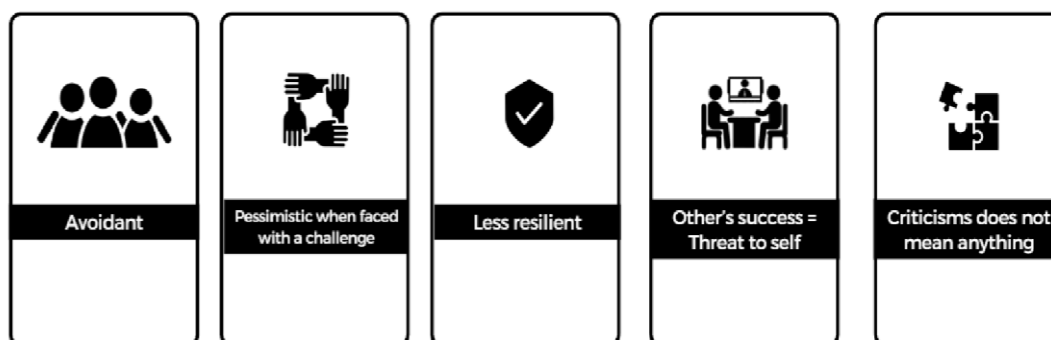 Avoidant
Pessimistic when faced
with a challenge
Less resilient
Other's success =
Threat to self
Criticisms does not
mean anything